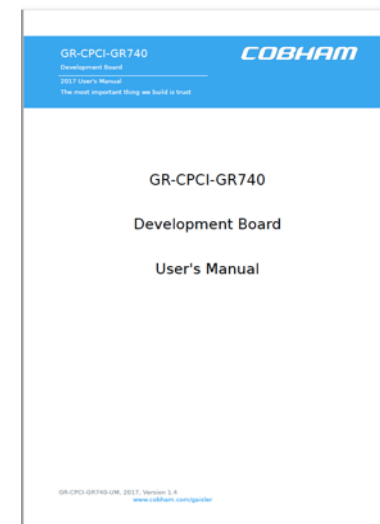 GR-CPCI-GR740
COBHAM
Development Board
2017 User's Manual
The most important thing we build is trust
GR-CPCI-GR740
Development Board
User's Manual
GR-CPCI-GR740-UM, 2017, Version 1.4
www.cobham.com/gaisler